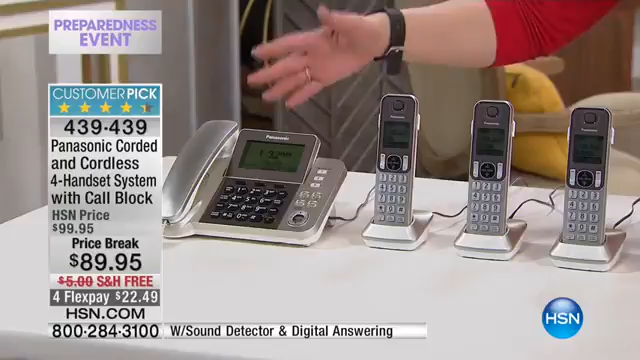 PREPAREDNESS
EVENT
CUSTOMER PICK
439-439
Panasonic Corded
and Cordless
4-Handset System
with Call Block
HSN Price
$99.95
Price Break
$89.95
$5.00 S&H FREE
4 Flexpay $22.49
HSN.COM
800-284-3100
W/Sound Detector & Digital Answering
Panasonic
HSN